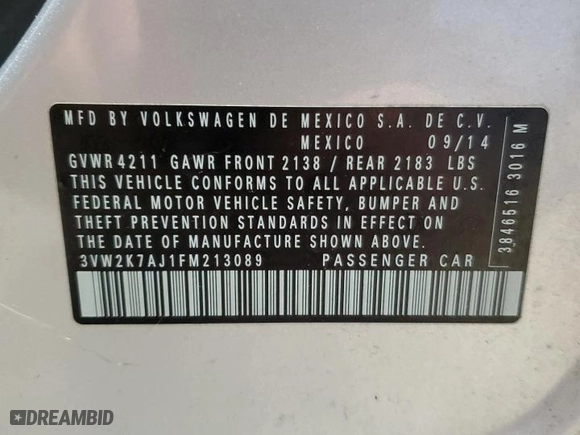 MFD BY VOLKSWAGEN DE MEXICO S.A. DE C.V.
MEXICO 09/14
GVWR 4211 GAWR FRONT 2138 / REAR 2183 LBS
THIS VEHICLE CONFORMS TO ALL APPLICABLE U.S.
FEDERAL MOTOR VEHICLE SAFETY, BUMPER AND
THEFT PREVENTION STANDARDS IN EFFECT ON
THE DATE OF MANUFACTURE SHOWN ABOVE.
3VW2K7AJ1FM213089 PASSENGER CAR
3846516 3016 M
DREAMBID